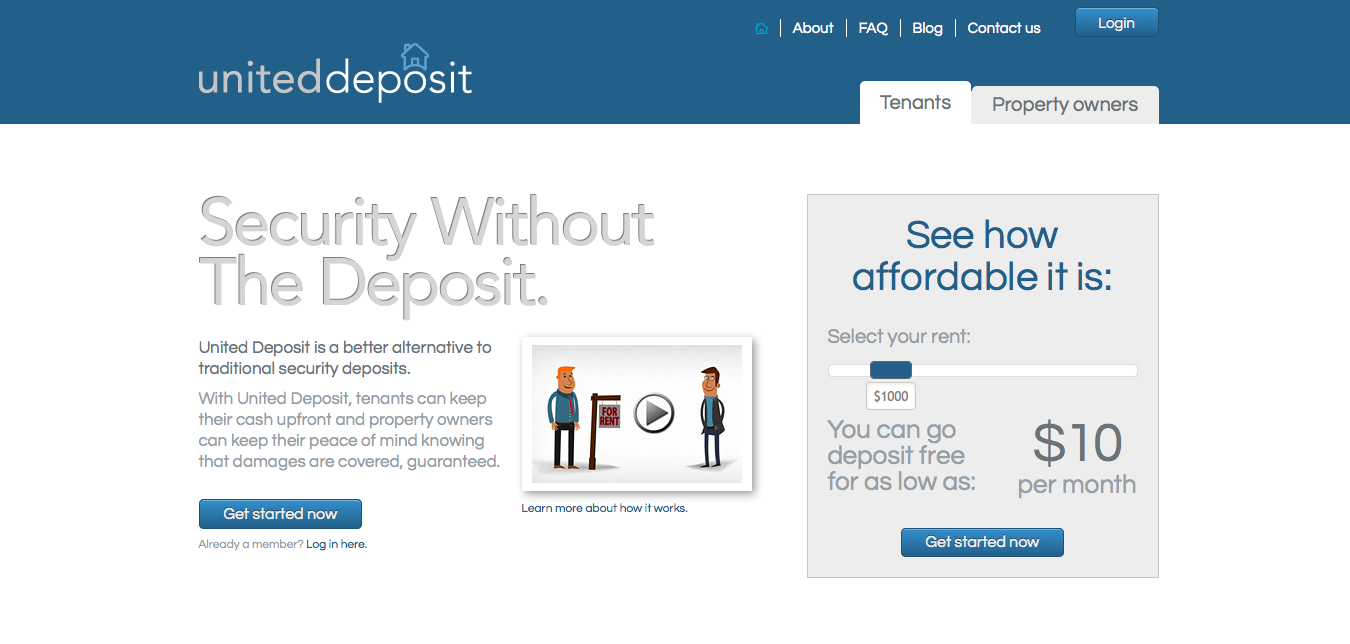 About
FAQ
Blog
Contact us
Login
uniteddeposit
Tenants
Property owners
Security Without
The Deposit.
United Deposit is a better alternative to
traditional security deposits.
With United Deposit, tenants can keep
their cash upfront and property owners
can keep their peace of mind knowing
that damages are covered, guaranteed.
Get started now
Already a member? Log in here.
FOR
RENT
Learn more about how it works.
See how
affordable it is:
Select your rent:
$1000
You can go
deposit free
for as low as:
$10
per month
Get started now